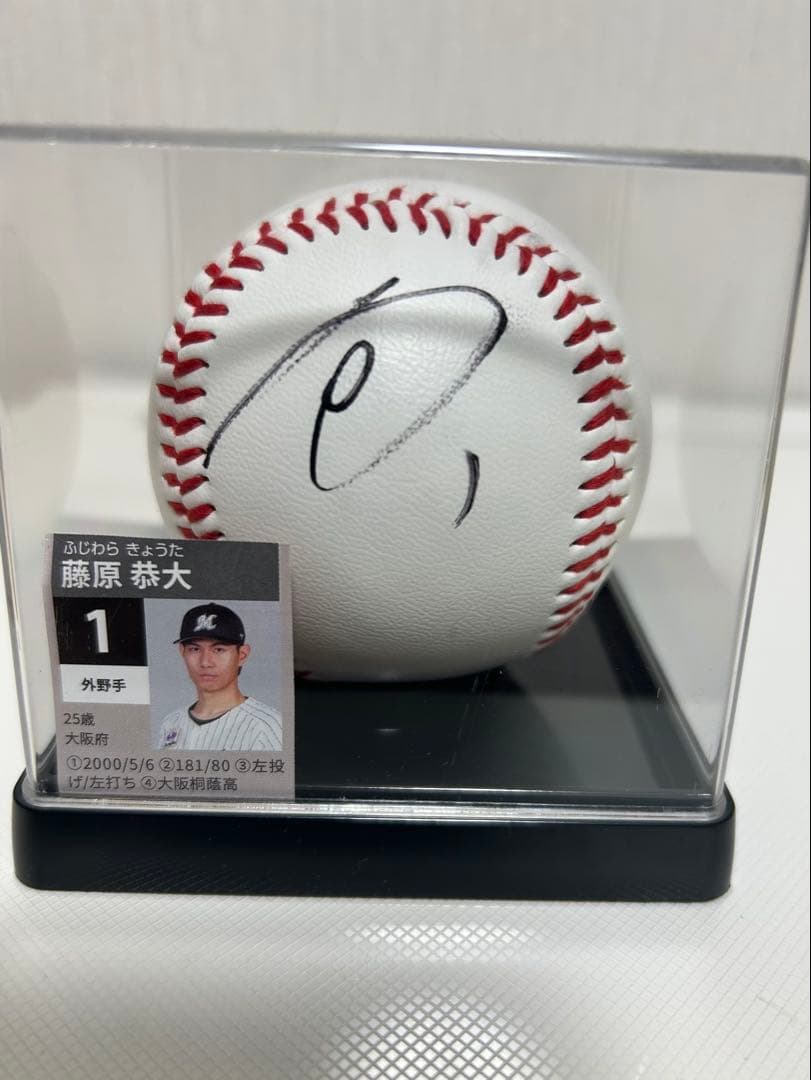 ふじわら きょうた
藤原 恭大
1
M
外野手
25歳
大阪府
①2000/5/6 ②181/80 ③左投
げ/左打ち ④大阪桐蔭高